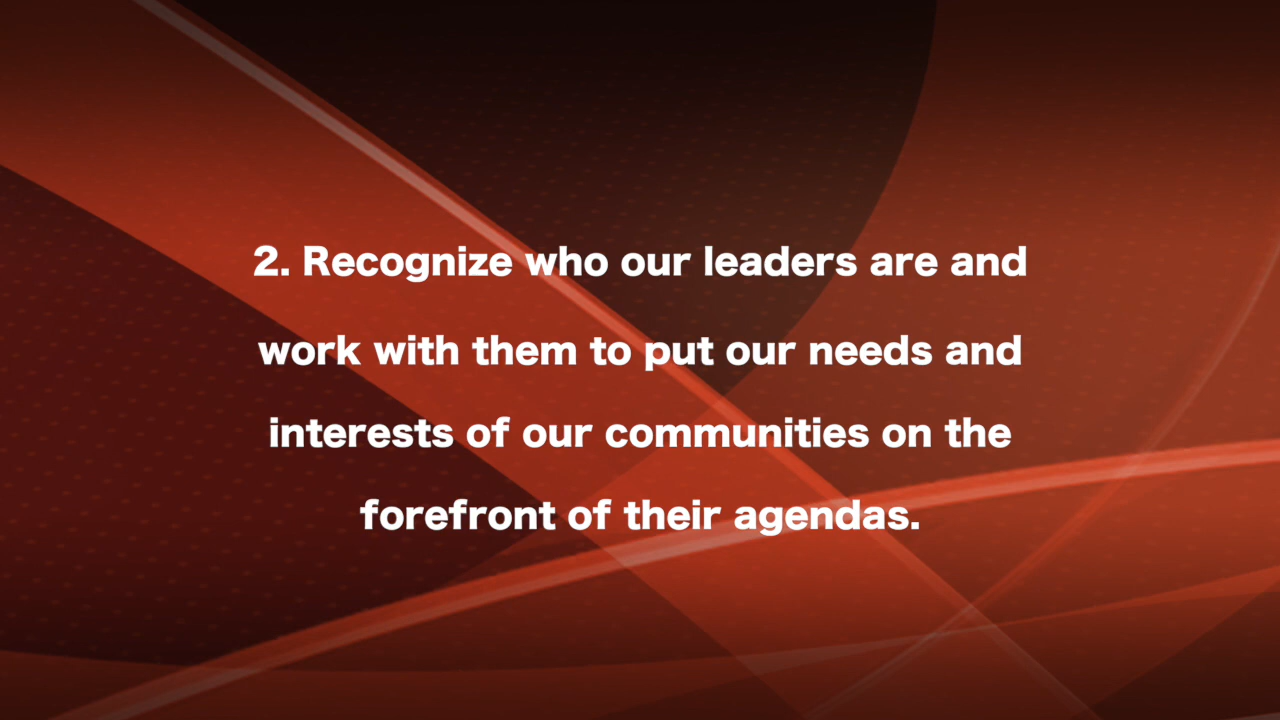 2. Recognize who our leaders are and
work with them to put our needs and
interests of our communities on the
forefront of their agendas.